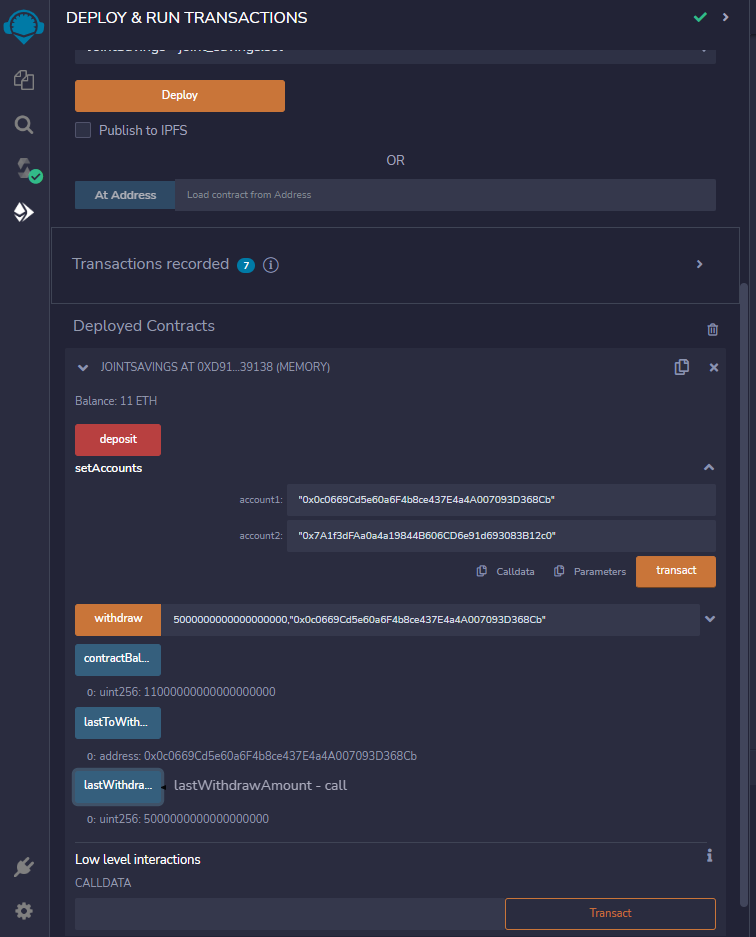 DEPLOY & RUN TRANSACTIONS
Deploy
Publish to IPFS
OR
At Address Load contract from Address
Transactions recorded 7 i
Deployed Contracts
JOINTSAVINGS AT 0XD91...39138 (MEMORY)
Balance: 11 ETH
deposit
setAccounts
account1: "0x0c0669Cd5e60a6F4b8ce437E4a4A007093D368Cb"
account2: "0x7A1f3dFAa0a4a19844B606CD6e91d693083B12c0"
Calldata Parameters transact
withdraw 5000000000000000000,"0x0c0669Cd5e60a6F4b8ce437E4a4A007093D368Cb"
contractBal...
0: uint256: 11000000000000000000
lastToWith...
0: address: 0x0c0669Cd5e60a6F4b8ce437E4a4A007093D368Cb
lastWithdra... lastWithdrawAmount - call
0: uint256: 5000000000000000000
Low level interactions i
CALLDATA
Transact